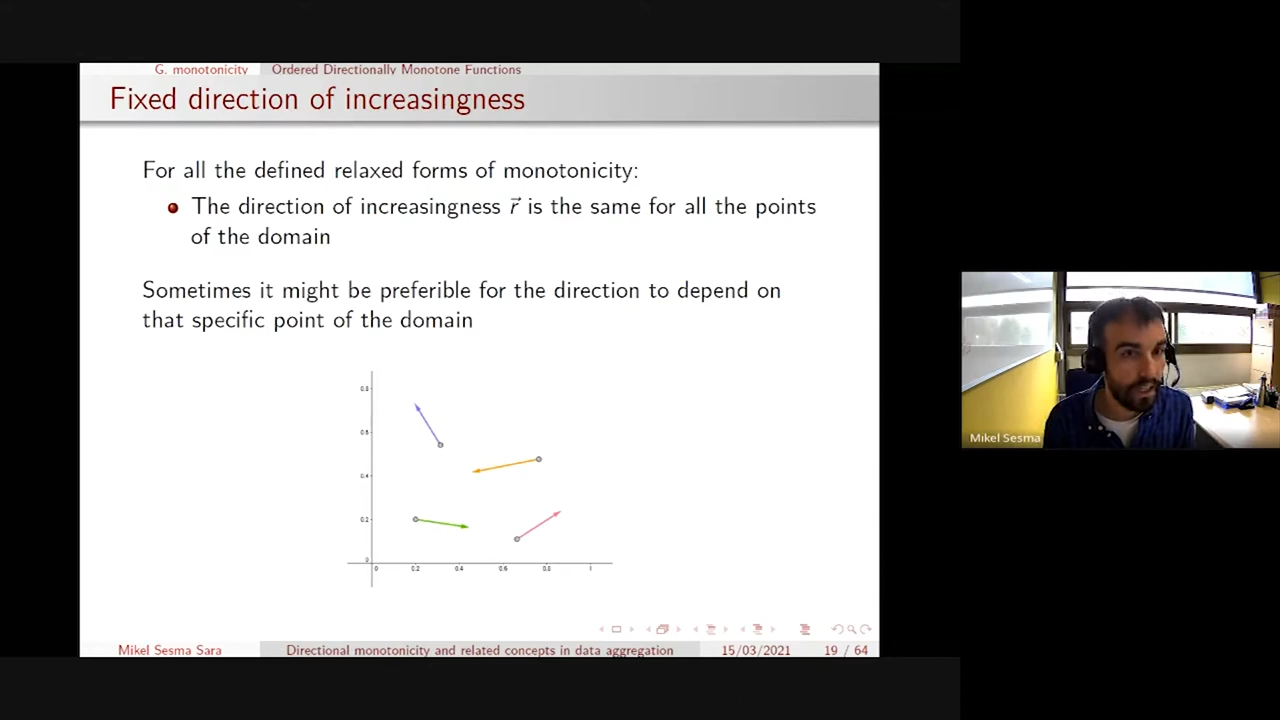 G. monotonicity Ordered Directionally Monotone Functions
Fixed direction of increasingness
For all the defined relaxed forms of monotonicity:
The direction of increasingness r⃗ is the same for all the points
of the domain
Sometimes it might be preferible for the direction to depend on
that specific point of the domain
0.8
0.6
0.4
0.2
0
0 0.2 0.4 0.6 0.8 1
Mikel Sesma
Mikel Sesma Sara Directional monotonicity and related concepts in data aggregation 15/03/2021 19 / 64